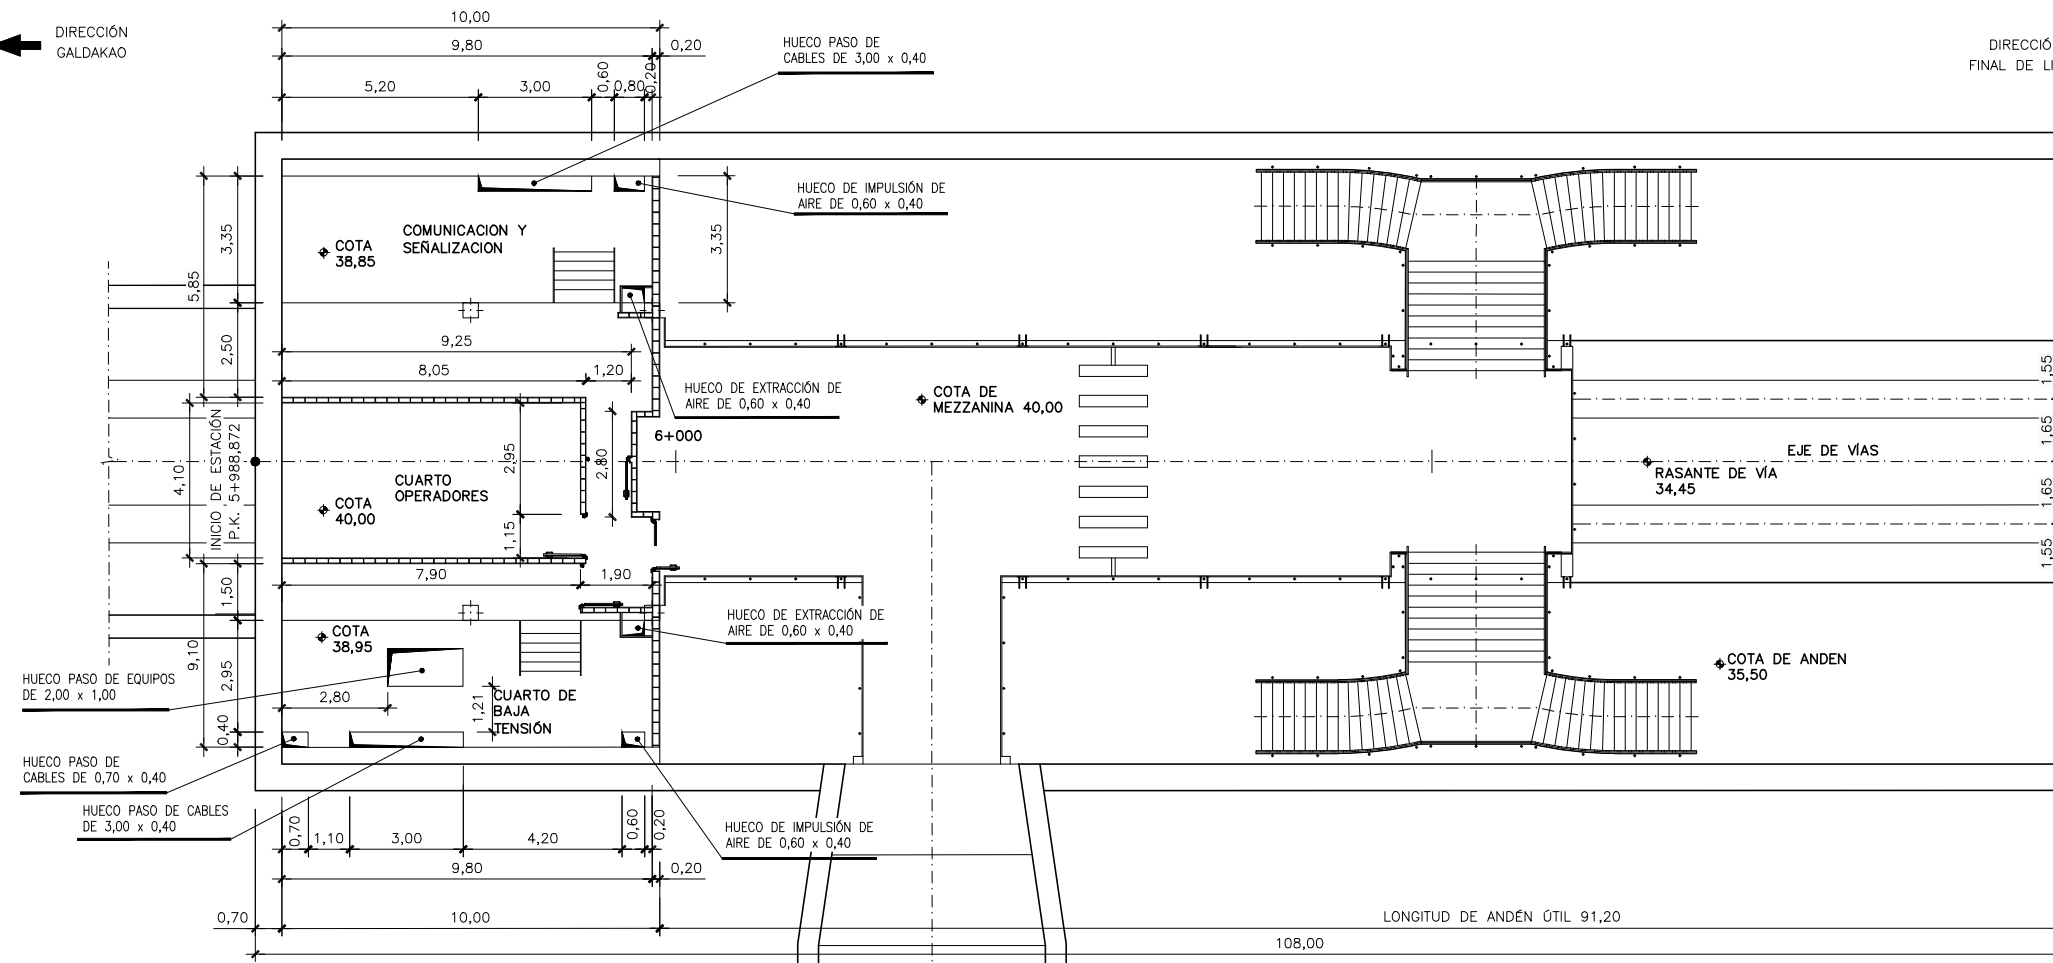 DIRECCIÓN
GALDAKAO
10,00
9,80
0,20
5,20
3,00
0,60
0,80
0,20
HUECO PASO DE
CABLES DE 3,00 x 0,40
DIRECCIÓ
FINAL DE LI
HUECO DE IMPULSIÓN DE
AIRE DE 0,60 x 0,40
COMUNICACION Y
SEÑALIZACION
COTA
38,85
3,35
5,85
3,35
2,50
9,25
8,05
1,20
HUECO DE EXTRACCIÓN DE
AIRE DE 0,60 x 0,40
COTA DE
MEZZANINA 40,00
6+000
INICIO DE ESTACIÓN
P.K. 5+988,872
4,10
CUARTO
OPERADORES
COTA
40,00
2,95
2,80
1,15
EJE DE VÍAS
RASANTE DE VÍA
34,45
1,55
1,65
1,65
1,55
7,90
1,90
1,50
HUECO DE EXTRACCIÓN DE
AIRE DE 0,60 x 0,40
COTA
38,95
9,10
2,95
0,40
COTA DE ANDEN
35,50
HUECO PASO DE EQUIPOS
DE 2,00 x 1,00
2,80
1,21
CUARTO DE
BAJA
TENSIÓN
HUECO PASO DE
CABLES DE 0,70 x 0,40
HUECO PASO DE CABLES
DE 3,00 x 0,40
HUECO DE IMPULSIÓN DE
AIRE DE 0,60 x 0,40
0,70
1,10
3,00
4,20
0,60
0,20
9,80
0,20
0,70
10,00
LONGITUD DE ANDÉN ÚTIL 91,20
108,00